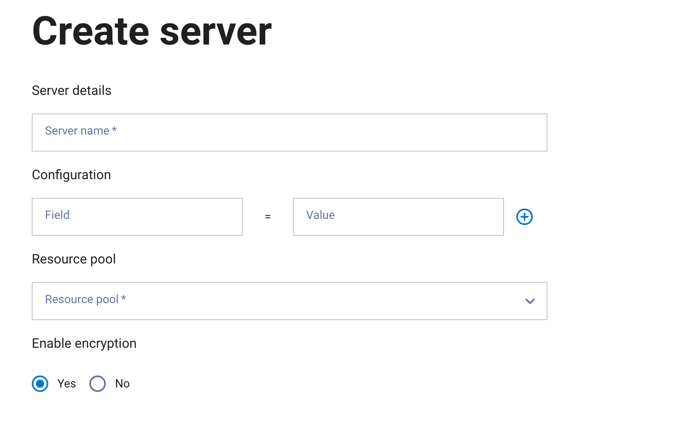 Create server
Server details
Server name *
Configuration
Field = Value
Resource pool
Resource pool *
Enable encryption
Yes No